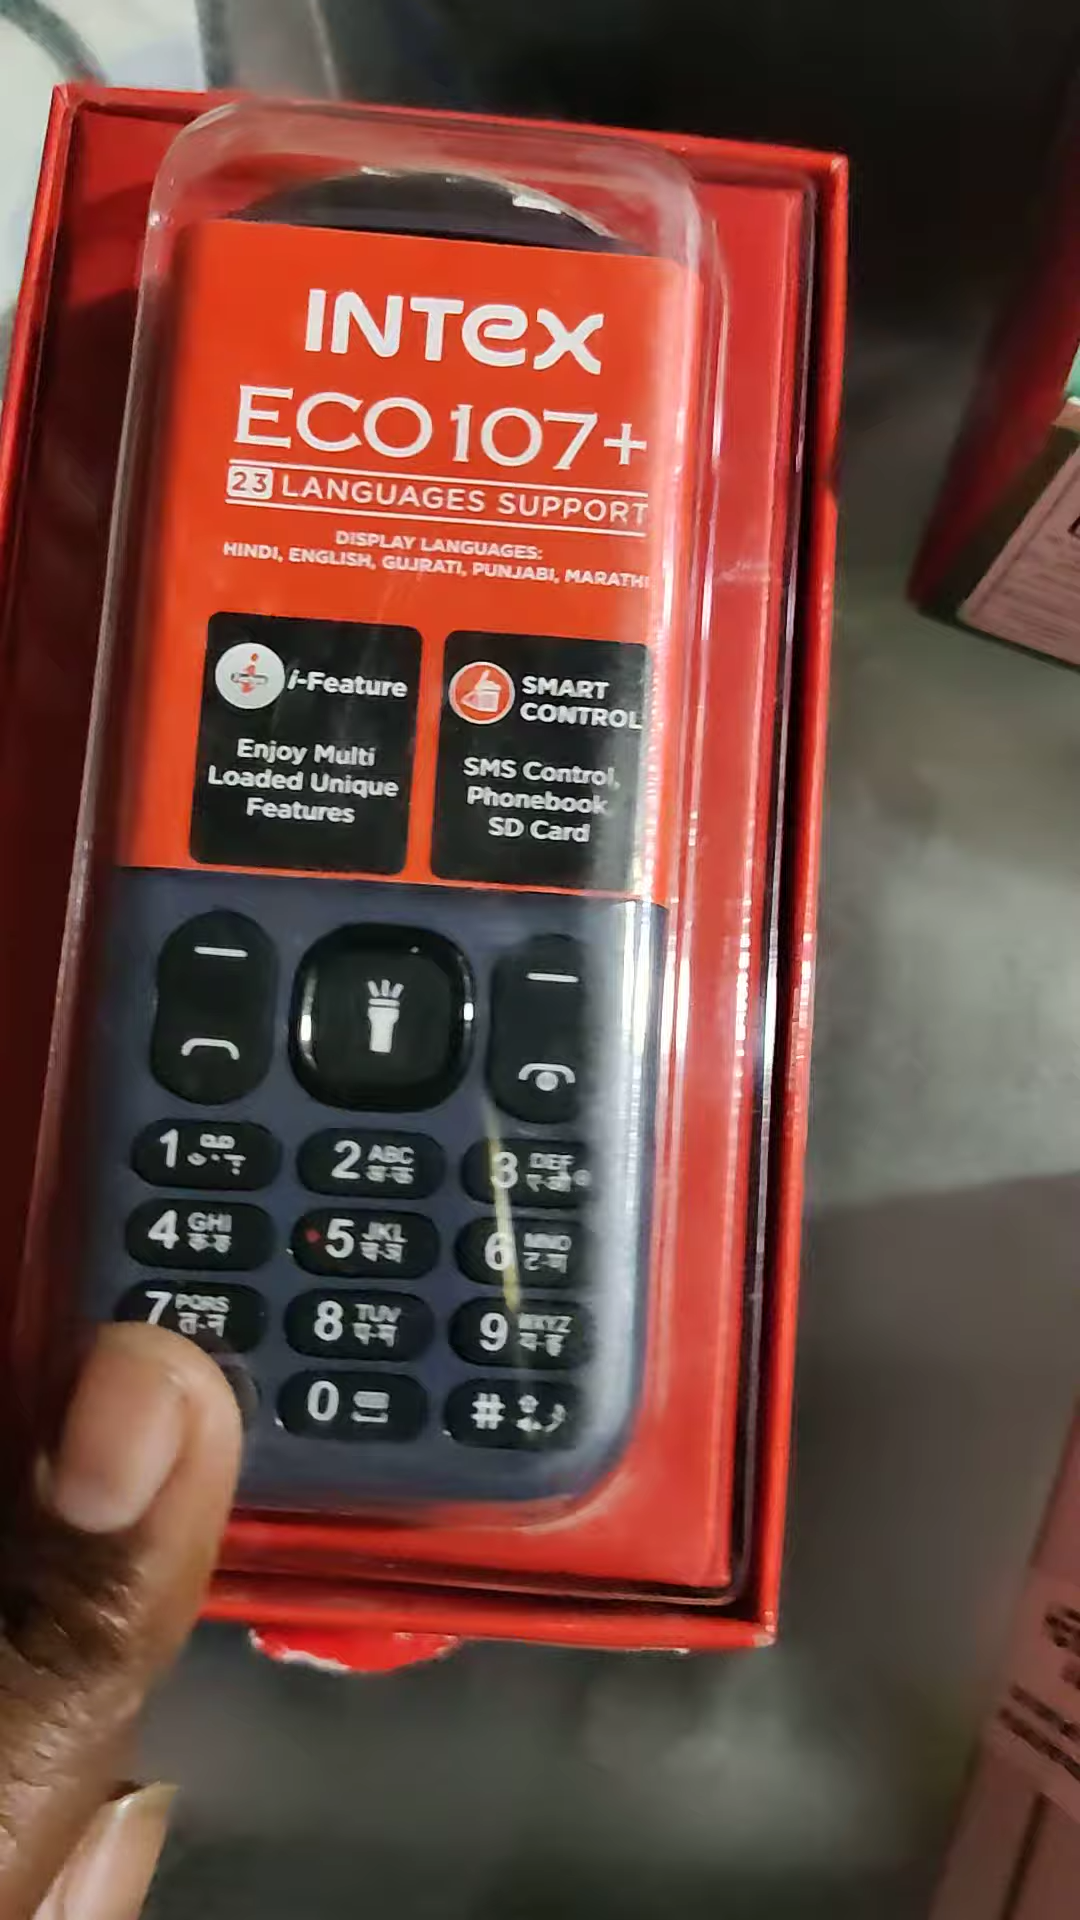 INTEX
ECO 107+
23 LANGUAGES SUPPORT
DISPLAY LANGUAGES:
HINDI, ENGLISH, GUJRATI, PUNJABI, MARATHI
i-Feature
Enjoy Multi
Loaded Unique
Features
SMART
CONTROL
SMS Control,
Phonebook
SD Card
1
2 ABC अ-ऊ
3 DEF
4 GHI
5 JKL च-ञ
6 MNO ट-ण
7 PQRS त-न
8 TUV प-म
9 WXYZ य-ह
0
#